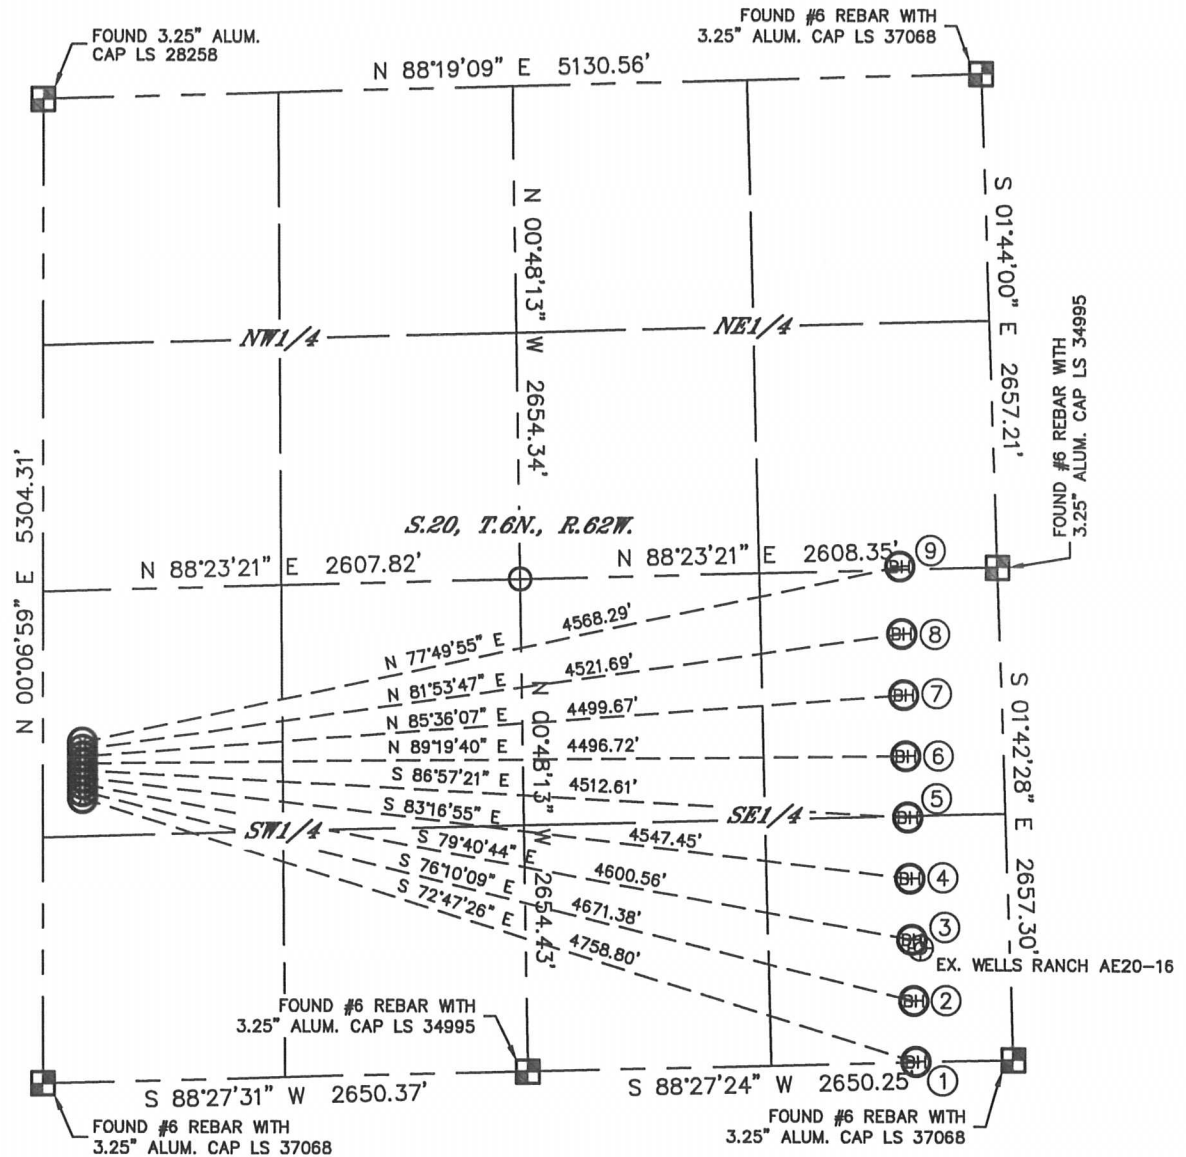 FOUND 3.25" ALUM.
CAP LS 28258
FOUND #6 REBAR WITH
3.25" ALUM. CAP LS 37068
N 88°19'09" E 5130.56'
N 00°48'13" W 2654.34'
S 01°44'00" E 2657.21'
NW1/4
NE1/4
FOUND #6 REBAR WITH
3.25" ALUM. CAP LS 34995
N 00°06'59" E 5304.31'
S.20, T.6N., R.62W.
N 88°23'21" E 2607.82'
N 88°23'21" E 2608.35'
BH 9
N 77°49'55" E 4568.29'
BH 8
N 81°53'47" E 4521.69'
BH 7
N 85°36'07" E 4499.67'
BH 6
N 89°19'40" E 4496.72'
BH 5
S 86°57'21" E 4512.61'
N 00°48'13" W 2654.43'
S 01°42'28" E 2657.30'
SW1/4
SE1/4
S 83°16'55" E 4547.45'
BH 4
S 79°40'44" E 4600.56'
BH 3
S 76°10'09" E 4671.38'
EX. WELLS RANCH AE20-16
BH 2
S 72°47'26" E 4758.80'
BH 1
FOUND #6 REBAR WITH
3.25" ALUM. CAP LS 34995
S 88°27'31" W 2650.37'
S 88°27'24" W 2650.25'
FOUND #6 REBAR WITH
3.25" ALUM. CAP LS 37068
FOUND #6 REBAR WITH
3.25" ALUM. CAP LS 37068